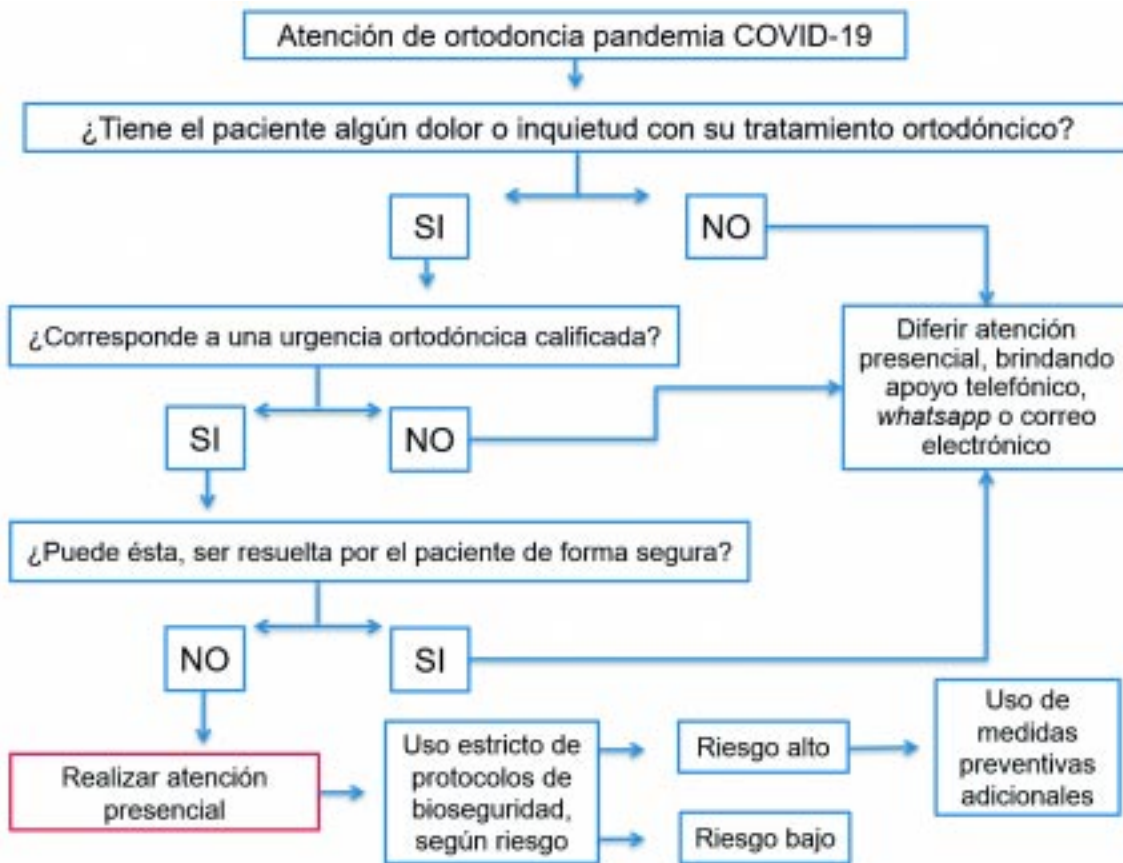 Atención de ortodoncia pandemia COVID-19
¿Tiene el paciente algún dolor o inquietud con su tratamiento ortodóncico?
SI
NO
¿Corresponde a una urgencia ortodóncica calificada?
Diferir atención
presencial, brindando
apoyo telefónico,
whatsapp o correo
electrónico
SI
NO
¿Puede ésta, ser resuelta por el paciente de forma segura?
NO
SI
Realizar atención
presencial
Uso estricto de
protocolos de
bioseguridad,
según riesgo
Riesgo alto
Riesgo bajo
Uso de
medidas
preventivas
adicionales